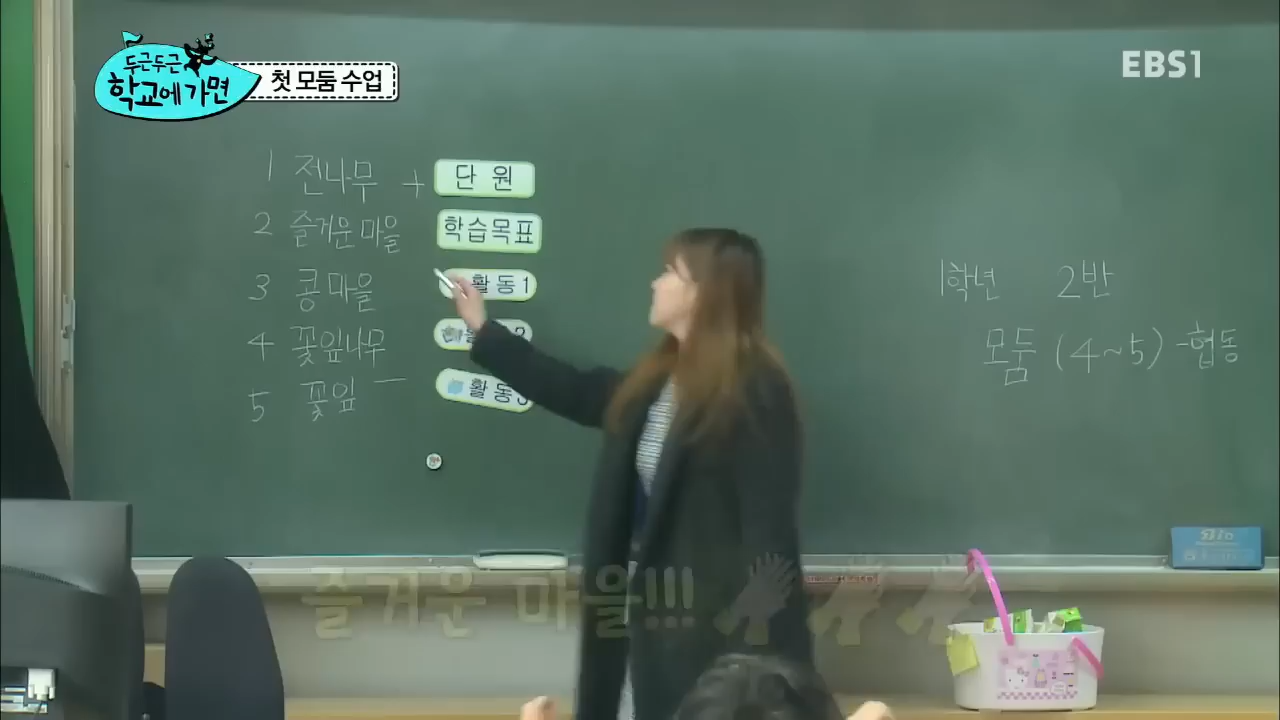 두근두근
학교에 가면
첫 모둠 수업
EBS1
1 전나무 +
단원
2 즐거운 마을
학습목표
3 콩마을
활동1
4 꽃잎나무
5 꽃잎 —
활동3
1학년 2반
모둠 (4~5) - 협동
즐거운 마을!!!